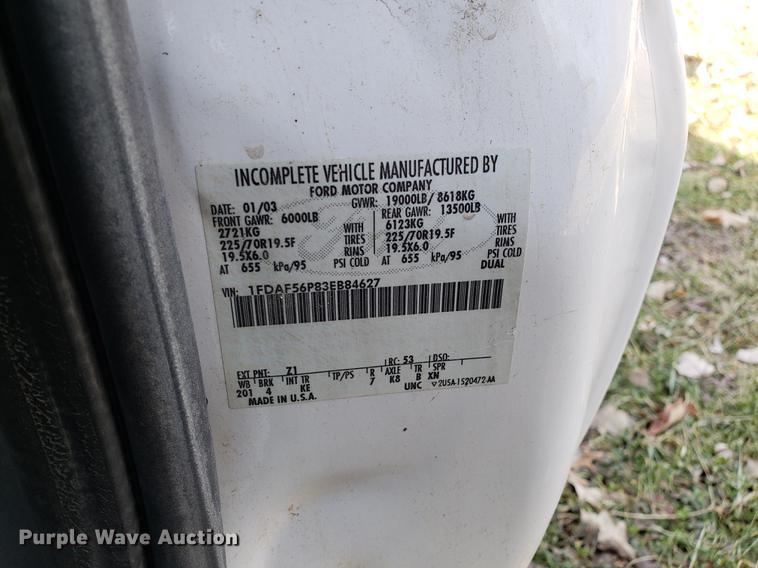 INCOMPLETE VEHICLE MANUFACTURED BY
FORD MOTOR COMPANY
DATE: 01/03 GVWR: 19000LB/ 8618KG
FRONT GAWR: 6000LB REAR GAWR: 13500LB
2721KG WITH 6123KG WITH
225/70R19.5F TIRES 225/70R19.5F TIRES
19.5X6.0 RIMS 19.5X6.0 RIMS
AT 655 kPa/95 PSI COLD AT 655 kPa/95 PSI COLD
DUAL
VIN: 1FDAF56P83EB84627
EXT PNT: Z1 RC: 53 DSO:
WB BRK INT TR TP/PS R AXLE TR SPR
201 4 KE 7 K8 B XN
MADE IN U.S.A. UNC 2U5A-1520472-AA
Purple Wave Auction